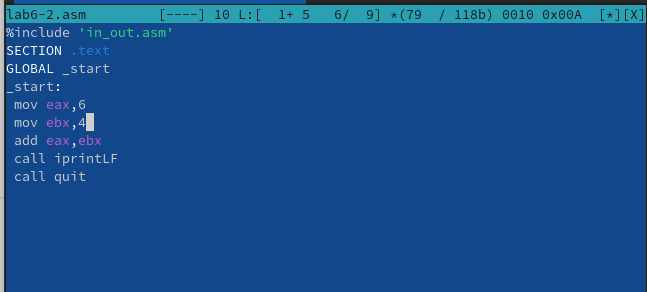 lab6-2.asm [----] 10 L:[ 1+ 5 6/ 9] *(79 / 118b) 0010 0x00A [*][X]
%include 'in_out.asm'
SECTION .text
GLOBAL _start
_start:
mov eax,6
mov ebx,4
add eax,ebx
call iprintLF
call quit